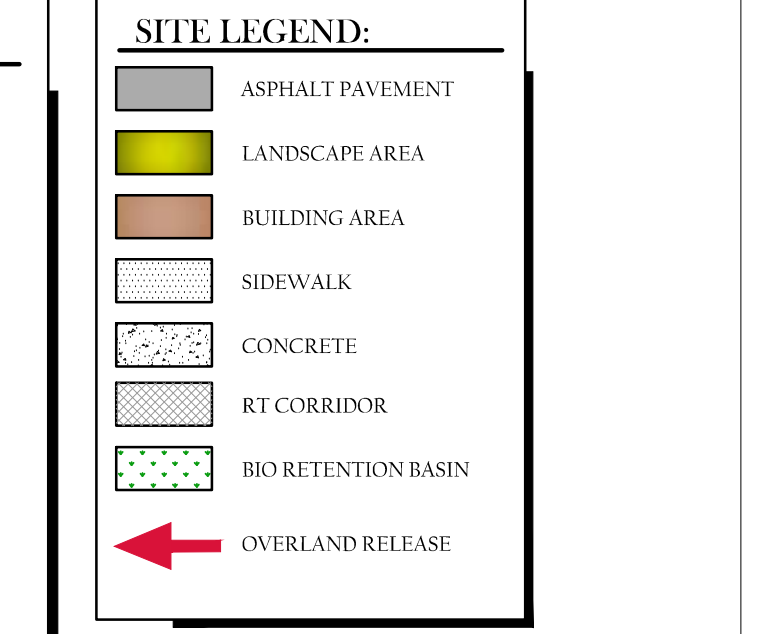 SITE LEGEND:
ASPHALT PAVEMENT
LANDSCAPE AREA
BUILDING AREA
SIDEWALK
CONCRETE
RT CORRIDOR
BIO RETENTION BASIN
OVERLAND RELEASE